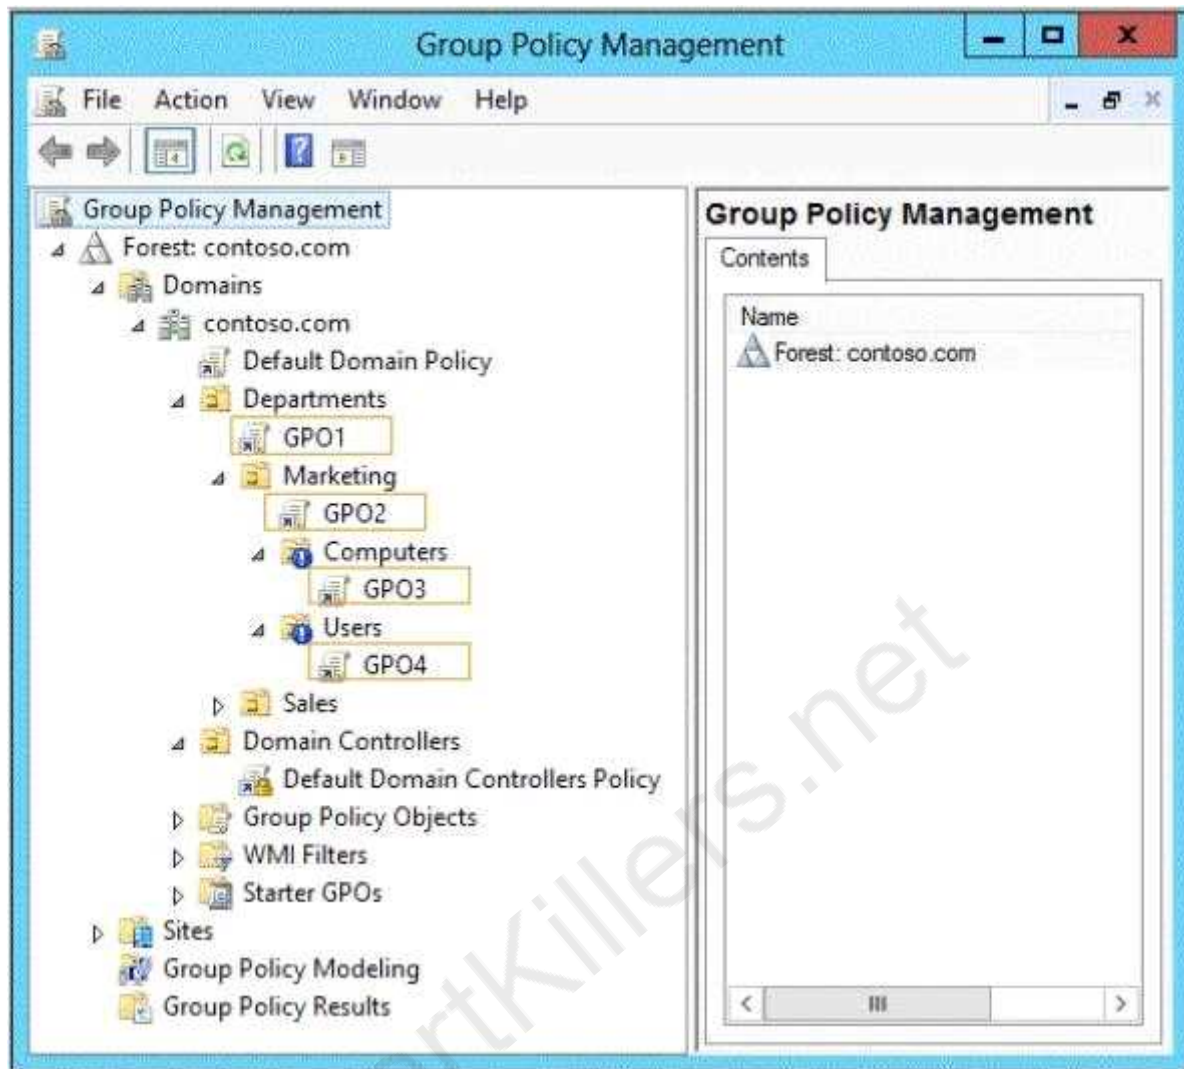 Group Policy Management
File Action View Window Help
Group Policy Management
Forest: contoso.com
Domains
contoso.com
Default Domain Policy
Departments
GPO1
Marketing
GPO2
Computers
GPO3
Users
GPO4
Sales
Domain Controllers
Default Domain Controllers Policy
Group Policy Objects
WMI Filters
Starter GPOs
Sites
Group Policy Modeling
Group Policy Results
Group Policy Management
Contents
Name
Forest: contoso.com